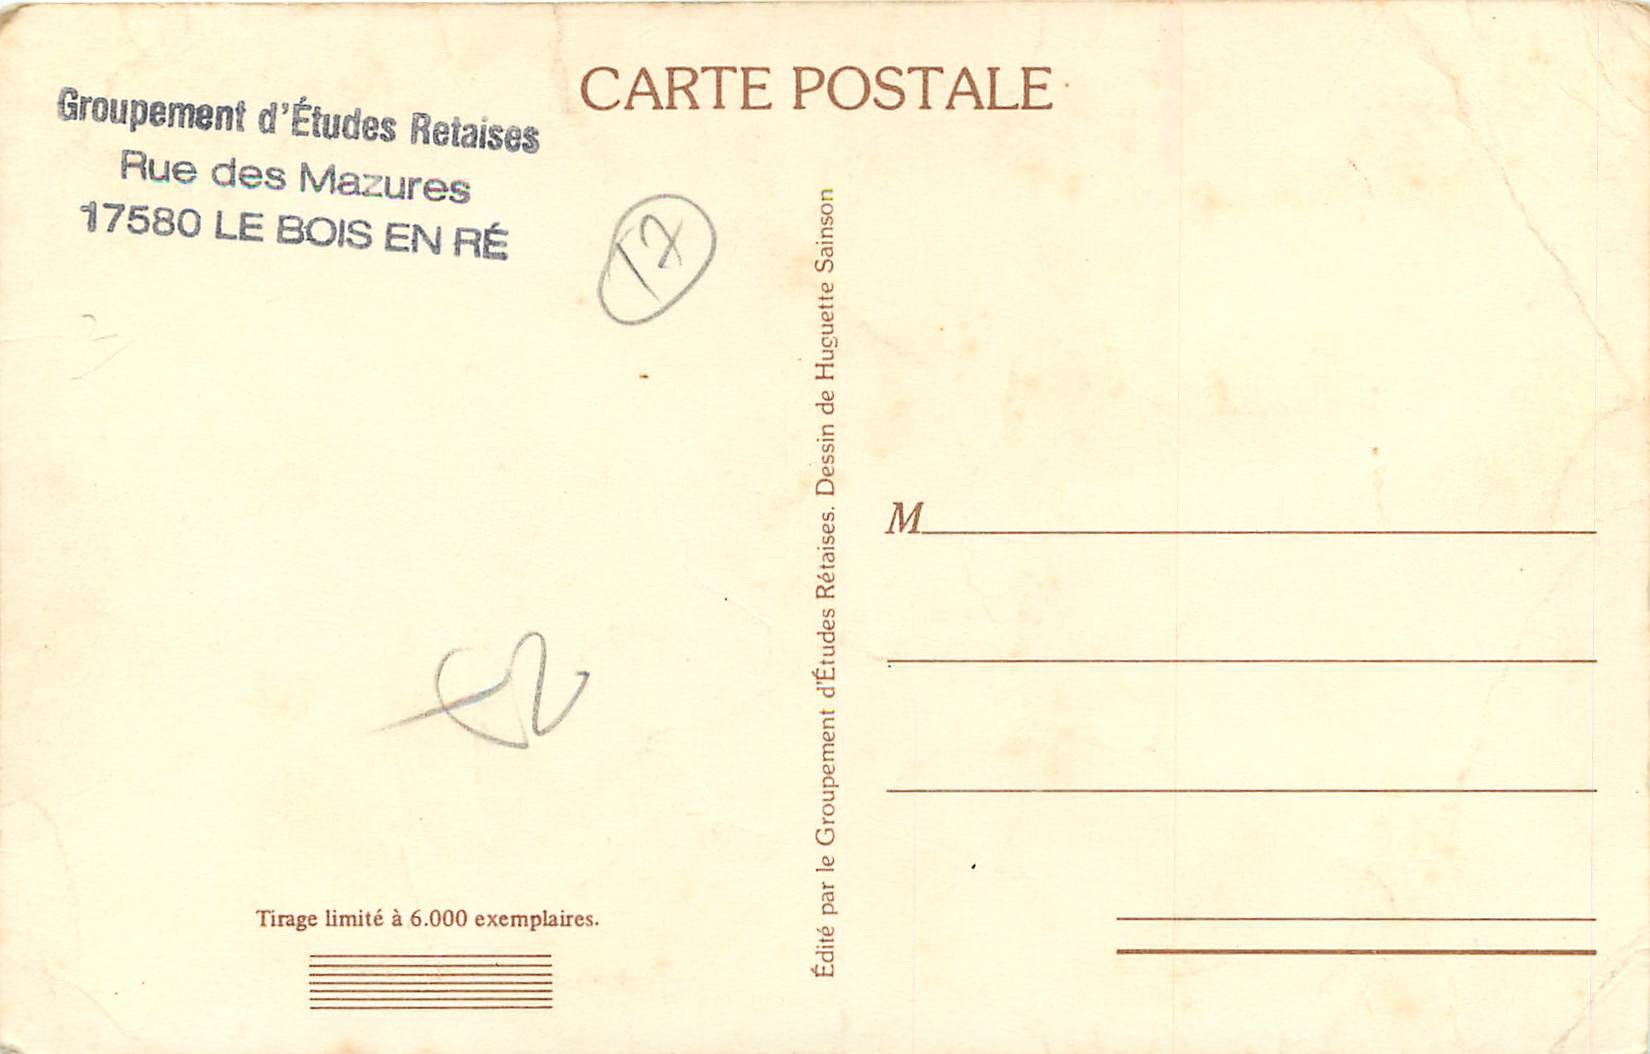 CARTE POSTALE
Groupement d'Études Retaises
Rue des Mazures
17580 LE BOIS EN RÉ
17
Édité par le Groupement d'Études Rétaises. Dessin de Huguette Sainson
M
Tirage limité à 6.000 exemplaires.